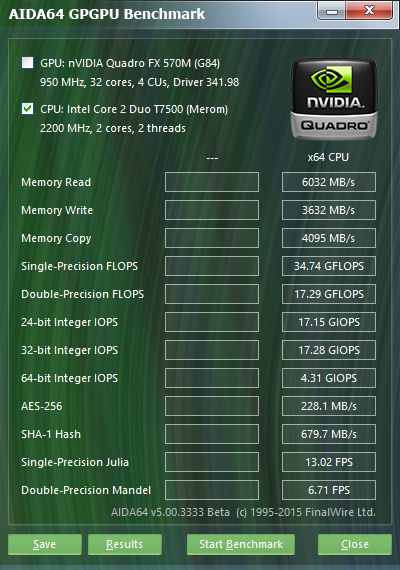 AIDA64 GPGPU Benchmark
GPU: nVIDIA Quadro FX 570M (G84)
950 MHz, 32 cores, 4 CUs, Driver 341.98
CPU: Intel Core 2 Duo T7500 (Merom)
2200 MHz, 2 cores, 2 threads
NVIDIA.
QUADRO
--- x64 CPU
Memory Read 6032 MB/s
Memory Write 3632 MB/s
Memory Copy 4095 MB/s
Single-Precision FLOPS 34.74 GFLOPS
Double-Precision FLOPS 17.29 GFLOPS
24-bit Integer IOPS 17.15 GIOPS
32-bit Integer IOPS 17.28 GIOPS
64-bit Integer IOPS 4.31 GIOPS
AES-256 228.1 MB/s
SHA-1 Hash 679.7 MB/s
Single-Precision Julia 13.02 FPS
Double-Precision Mandel 6.71 FPS
AIDA64 v5.00.3333 Beta (c) 1995-2015 FinalWire Ltd.
Save Results Start Benchmark Close